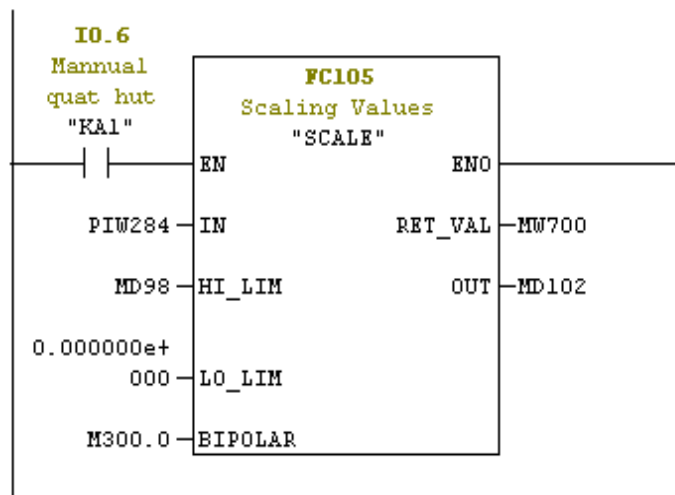 I0.6
Mannual
quat hut
"KA1"
FC105
Scaling Values
"SCALE"
EN
ENO
PIW284
IN
RET_VAL
MW700
MD98
HI_LIM
OUT
MD102
0.000000e+
000
LO_LIM
M300.0
BIPOLAR